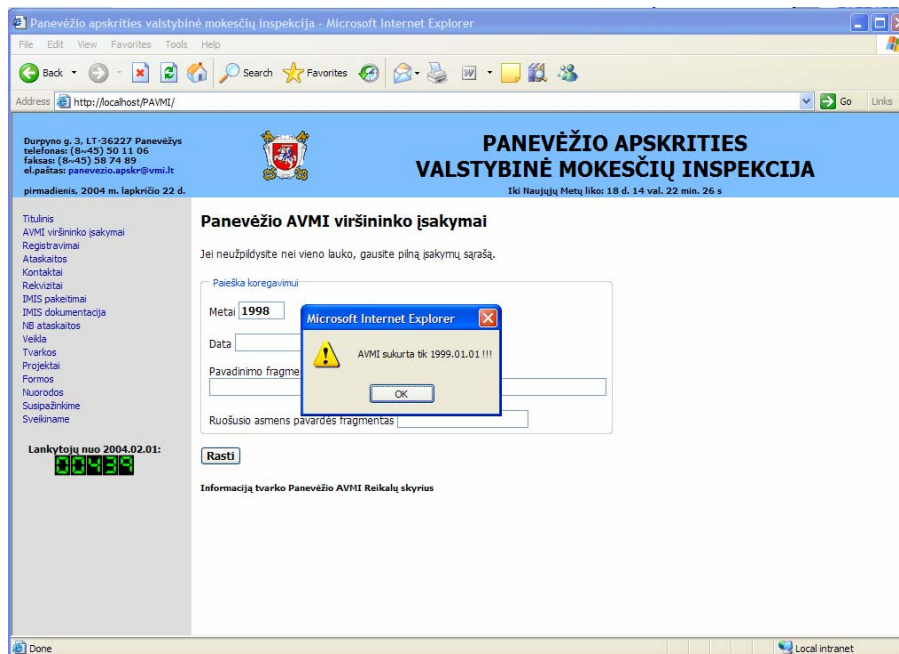 Panevėžio apskrities valstybinė mokesčių inspekcija - Microsoft Internet Explorer
File Edit View Favorites Tools Help
Back Search Favorites
Address http://localhost/PAVMI/ Go Links
Durpyno g. 3, LT-36227 Panevėžys
telefonas: (8~45) 50 11 06
faksas: (8~45) 58 74 89
el.paštas: panevezio.apskr@vmi.lt
pirmadienis, 2004 m. lapkričio 22 d.
PANEVĖŽIO APSKRITIES
VALSTYBINĖ MOKESČIŲ INSPEKCIJA
Iki Naujųjų Metų liko: 18 d. 14 val. 22 min. 26 s
Titulinis
AVMI viršininko įsakymai
Registravimai
Ataskaitos
Kontaktai
Rekvizitai
IMIS pakeitimai
IMIS dokumentacija
NB ataskaitos
Veikla
Tvarkos
Projektai
Formos
Nuorodos
Susipažinkime
Sveikiname
Lankytojų nuo 2004.02.01:
00439
Panevėžio AVMI viršininko įsakymai
Jei neužpildysite nei vieno lauko, gausite pilną įsakymų sąrašą.
Paieška koregavimui
Metai 1998
Data
Pavadinimo fragme
Ruošusio asmens pavardės fragmentas
Microsoft Internet Explorer
AVMI sukurta tik 1999.01.01 !!!
OK
Rasti
Informaciją tvarko Panevėžio AVMI Reikalų skyrius
Done Local intranet